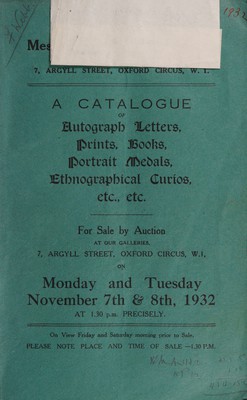 193
Mes
7, ARGYLL STREET, OXFORD CIRCUS, W. 1.
A CATALOGUE
OF
Autograph Letters,
Prints, Books,
Portrait Medals,
Ethnographical Curios,
etc., etc.
For Sale by Auction
AT OUR GALLERIES,
7, ARGYLL STREET, OXFORD CIRCUS, W.1,
ON
Monday and Tuesday
November 7th & 8th, 1932
AT 1.30 p.m. PRECISELY.
On View Friday and Saturday morning prior to Sale.
PLEASE NOTE PLACE AND TIME OF SALE —1.30 P.M.